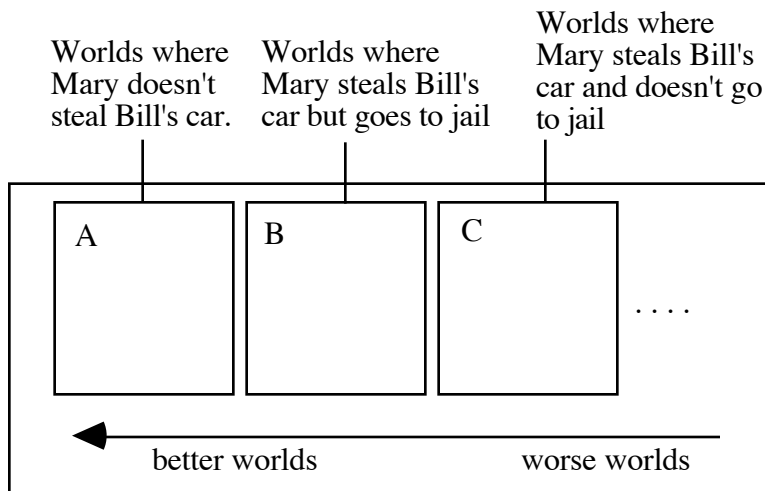 Worlds where
Mary doesn't
steal Bill's car.
Worlds where
Mary steals Bill's
car but goes to jail
Worlds where
Mary steals Bill's
car and doesn't go
to jail
A
B
C
. . . .
better worlds
worse worlds